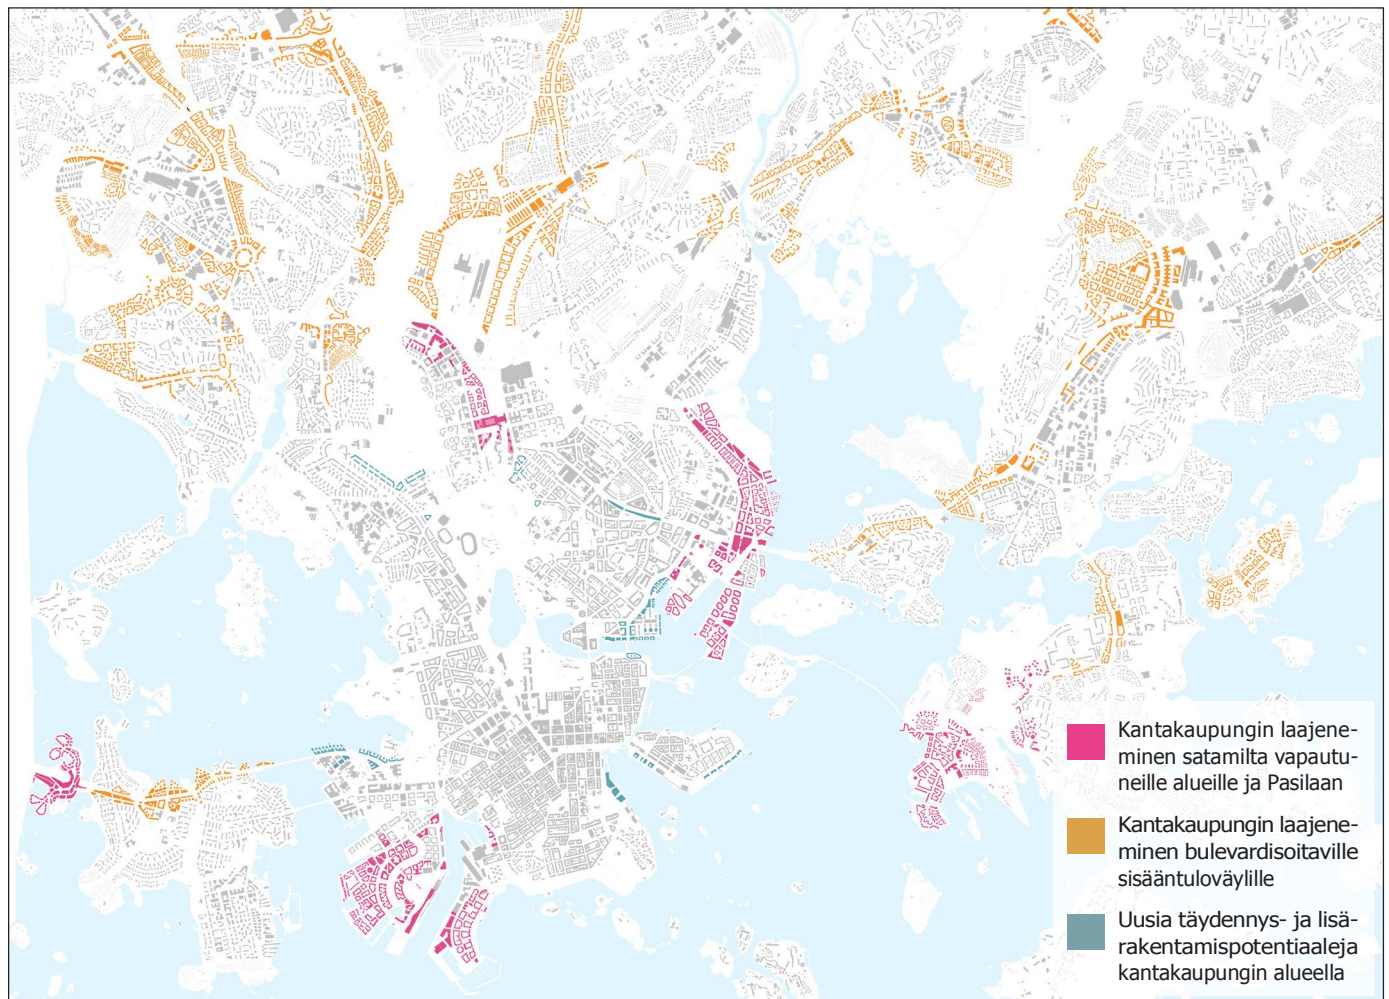 Kantakaupungin laajene-
minen satamilta vapautu-
neille alueille ja Pasilaan
Kantakaupungin laajene-
minen bulevardisoitaville
sisääntuloväylille
Uusia täydennys- ja lisä-
rakentamispotentiaaleja
kantakaupungin alueella